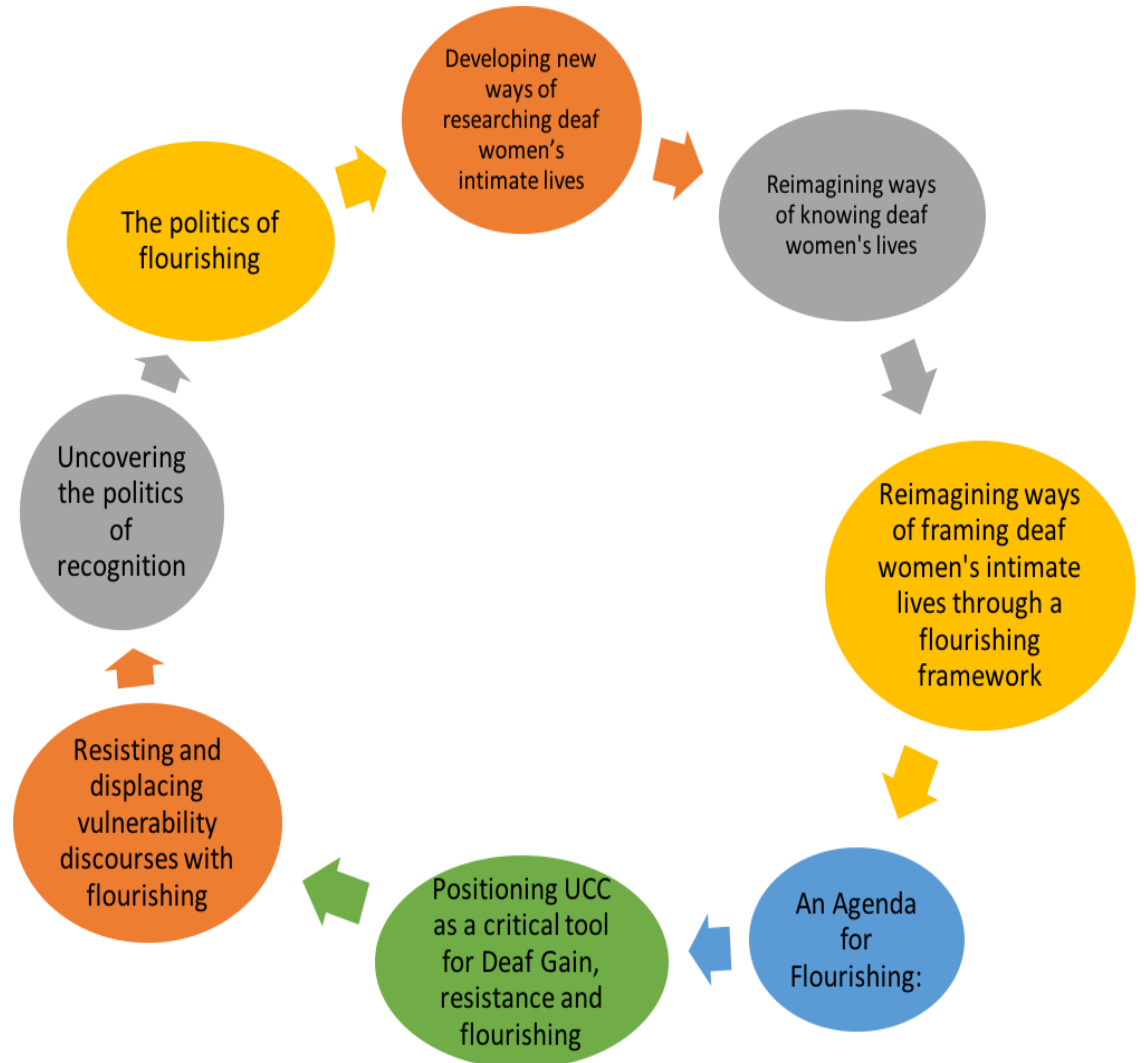 Developing new
ways of
researching deaf
women’s
intimate lives
Reimagining ways
of knowing deaf
women's lives
Reimagining ways
of framing deaf
women's intimate
lives through a
flourishing
framework
An Agenda
for
Flourishing:
Positioning UCC
as a critical tool
for Deaf Gain,
resistance and
flourishing
Resisting and
displacing
vulnerability
discourses with
flourishing
Uncovering
the politics
of
recognition
The politics of
flourishing